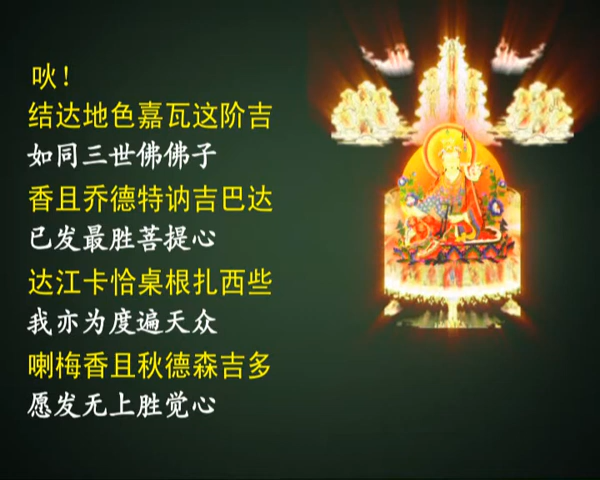 吙！
结达地色嘉瓦这阶吉
如同三世佛佛子
香且乔德特讷吉巴达
已发最胜菩提心
达江卡恰桌根扎西些
我亦为度遍天众
喇梅香且秋德森吉多
愿发无上胜觉心